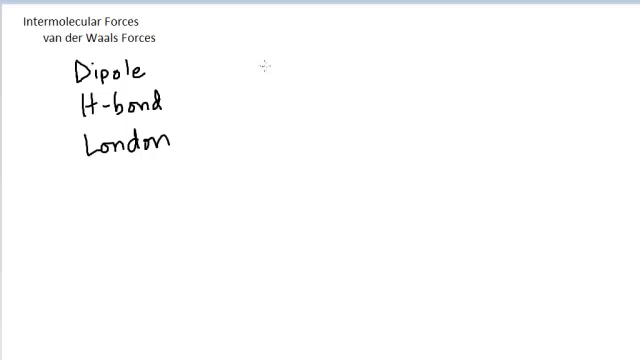 Intermolecular Forces
van der Waals Forces
Dipole
H-bond
London